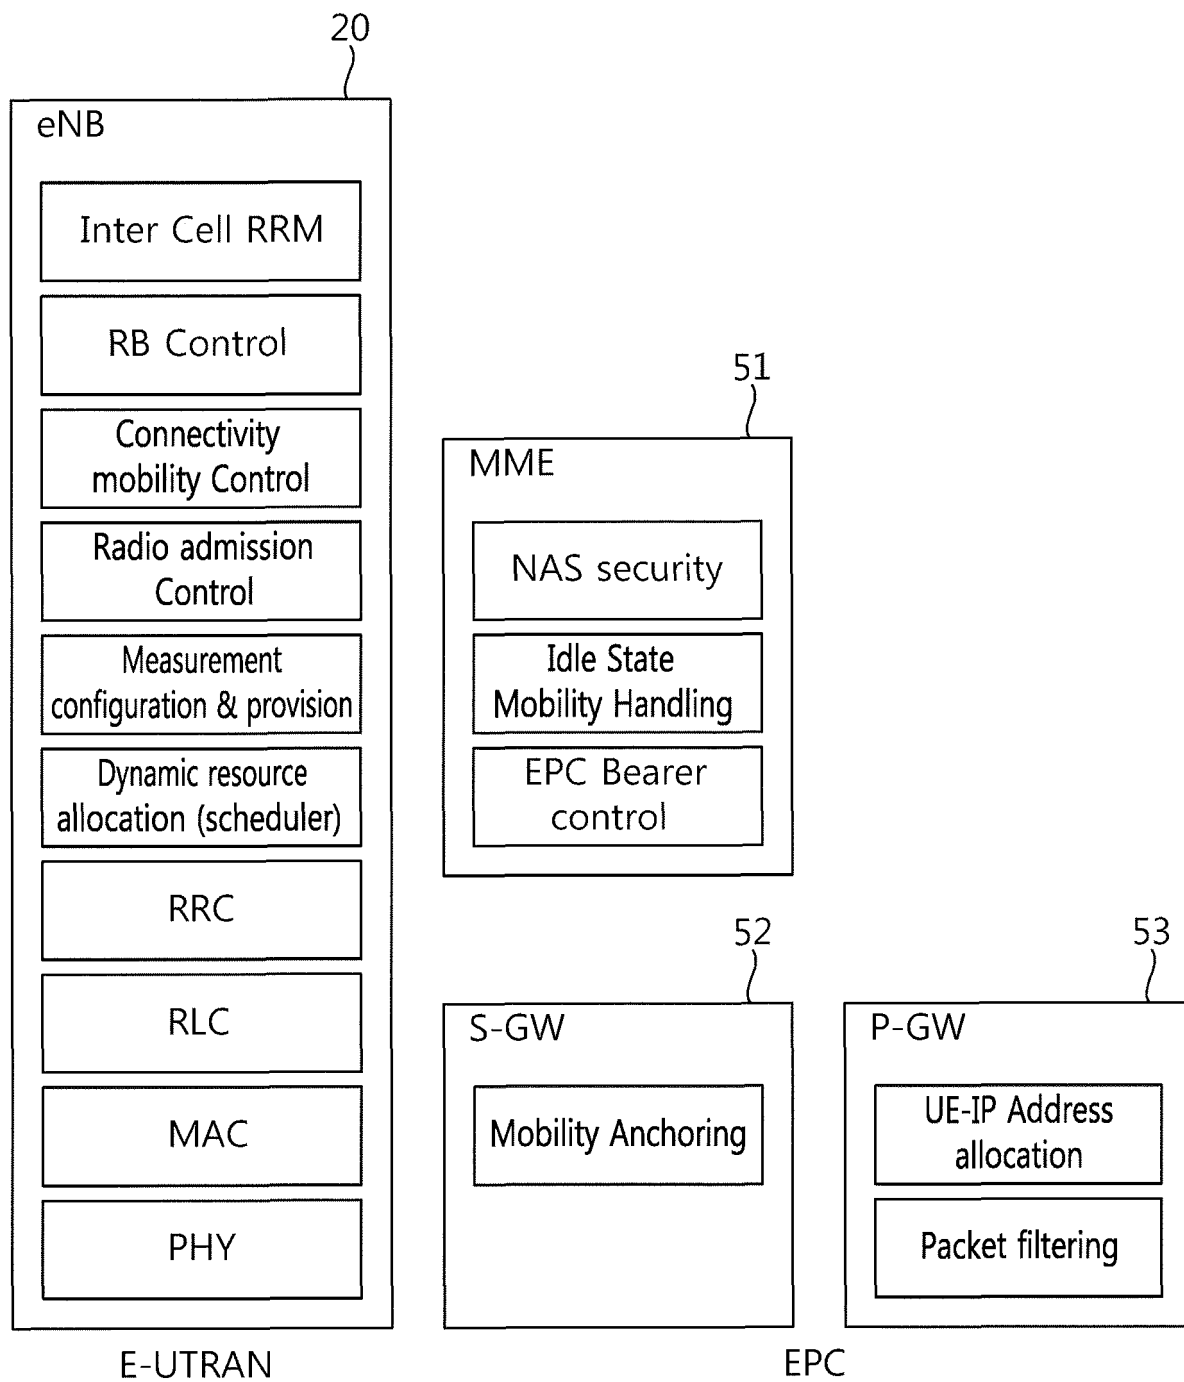 20
eNB
Inter Cell RRM
RB Control
Connectivity
mobility Control
Radio admission
Control
Measurement
configuration & provision
Dynamic resource
allocation (scheduler)
RRC
RLC
MAC
PHY
E-UTRAN
51
MME
NAS security
Idle State
Mobility Handling
EPC Bearer
control
52
S-GW
Mobility Anchoring
53
P-GW
UE-IP Address
allocation
Packet filtering
EPC